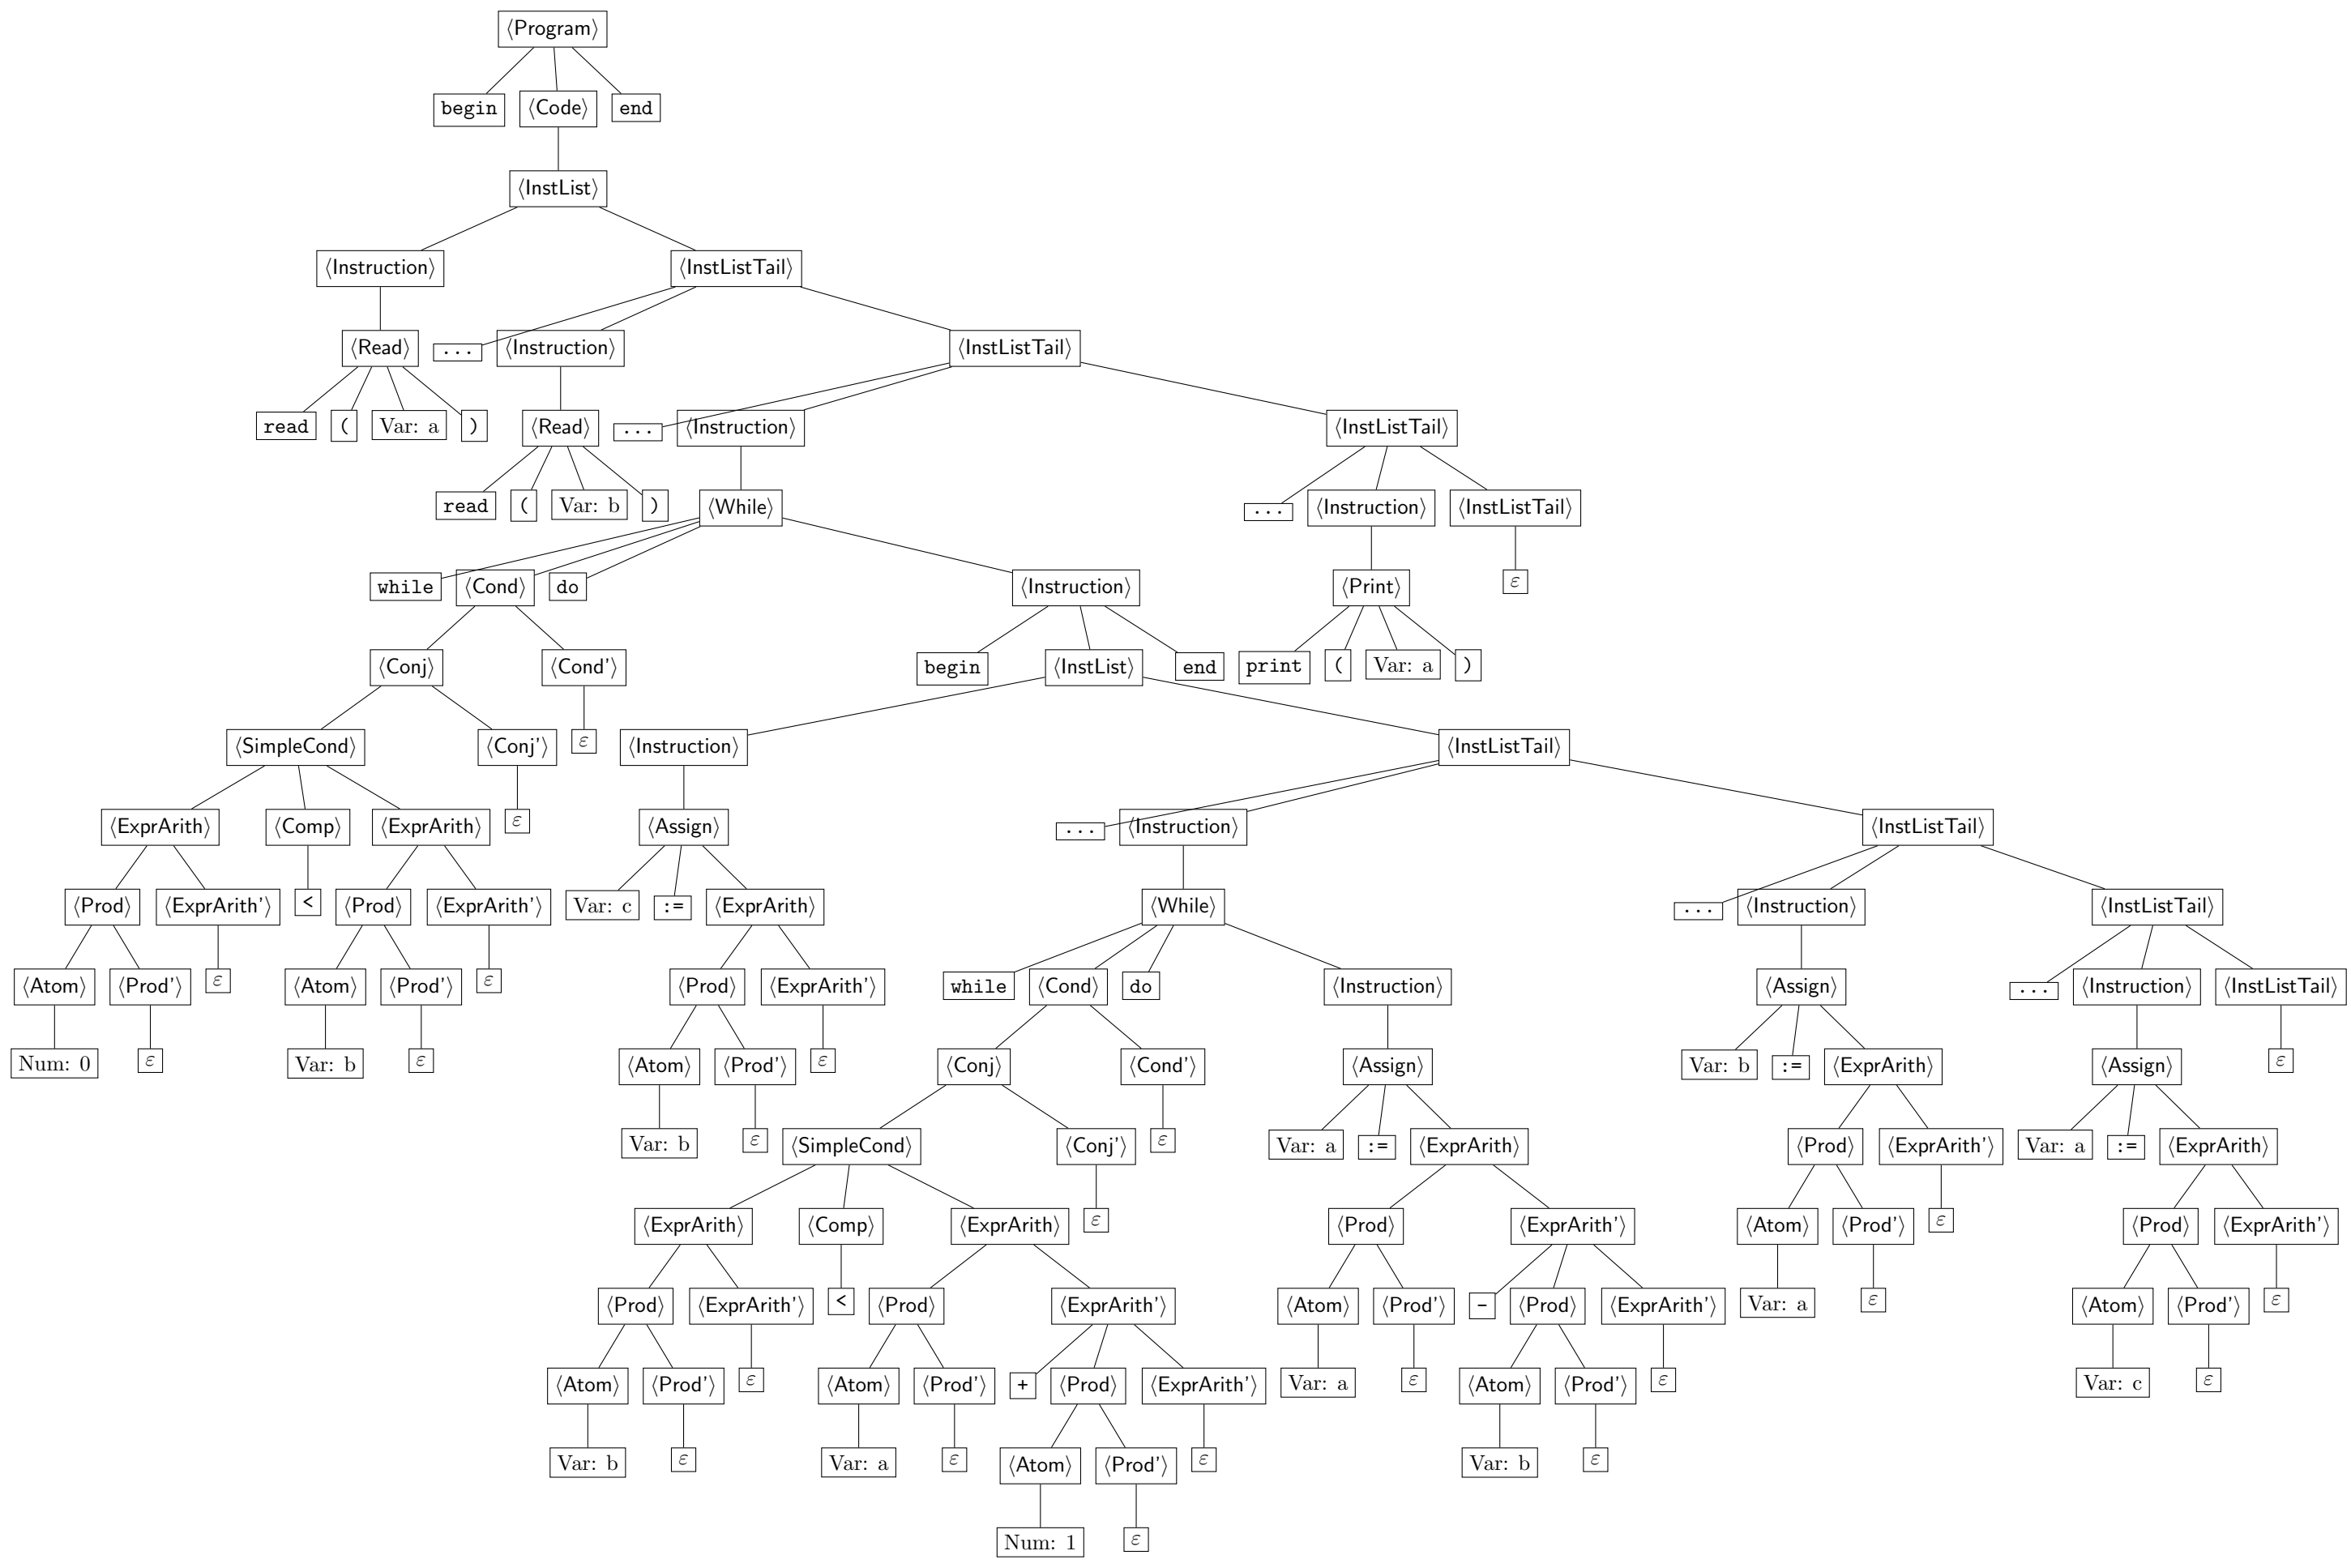 ⟨Program⟩
begin ⟨Code⟩ end
⟨InstList⟩
⟨Instruction⟩ ⟨InstListTail⟩
⟨Read⟩ ... ⟨Instruction⟩ ⟨InstListTail⟩
read ( Var: a ) ⟨Read⟩ ... ⟨Instruction⟩ ⟨InstListTail⟩
read ( Var: b ) ⟨While⟩ ... ⟨Instruction⟩ ⟨InstListTail⟩
while ⟨Cond⟩ do ⟨Instruction⟩ ⟨Print⟩ ε
⟨Conj⟩ ⟨Cond'⟩ begin ⟨InstList⟩ end print ( Var: a )
⟨SimpleCond⟩ ⟨Conj'⟩ ε ⟨Instruction⟩ ⟨InstListTail⟩
⟨ExprArith⟩ ⟨Comp⟩ ⟨ExprArith⟩ ε ⟨Assign⟩ ... ⟨Instruction⟩ ⟨InstListTail⟩
⟨Prod⟩ ⟨ExprArith'⟩ < ⟨Prod⟩ ⟨ExprArith'⟩ Var: c := ⟨ExprArith⟩ ⟨While⟩ ... ⟨Instruction⟩ ⟨InstListTail⟩
⟨Atom⟩ ⟨Prod'⟩ ε ⟨Atom⟩ ⟨Prod'⟩ ε ⟨Prod⟩ ⟨ExprArith'⟩ while ⟨Cond⟩ do ⟨Instruction⟩ ⟨Assign⟩ ... ⟨Instruction⟩ ⟨InstListTail⟩
Num: 0 ε Var: b ε ⟨Atom⟩ ⟨Prod'⟩ ε ⟨Conj⟩ ⟨Cond'⟩ ⟨Assign⟩ Var: b := ⟨ExprArith⟩ ⟨Assign⟩ ε
Var: b ε ⟨SimpleCond⟩ ⟨Conj'⟩ ε Var: a := ⟨ExprArith⟩ ⟨Prod⟩ ⟨ExprArith'⟩ Var: a := ⟨ExprArith⟩
⟨ExprArith⟩ ⟨Comp⟩ ⟨ExprArith⟩ ε ⟨Prod⟩ ⟨ExprArith'⟩ ⟨Atom⟩ ⟨Prod'⟩ ε ⟨Prod⟩ ⟨ExprArith'⟩
⟨Prod⟩ ⟨ExprArith'⟩ < ⟨Prod⟩ ⟨ExprArith'⟩ ⟨Atom⟩ ⟨Prod'⟩ - ⟨Prod⟩ ⟨ExprArith'⟩ Var: a ε ⟨Atom⟩ ⟨Prod'⟩ ε
⟨Atom⟩ ⟨Prod'⟩ ε ⟨Atom⟩ ⟨Prod'⟩ + ⟨Prod⟩ ⟨ExprArith'⟩ Var: a ε ⟨Atom⟩ ⟨Prod'⟩ ε Var: c ε
Var: b ε Var: a ε ⟨Atom⟩ ⟨Prod'⟩ ε Var: b ε
Num: 1 ε